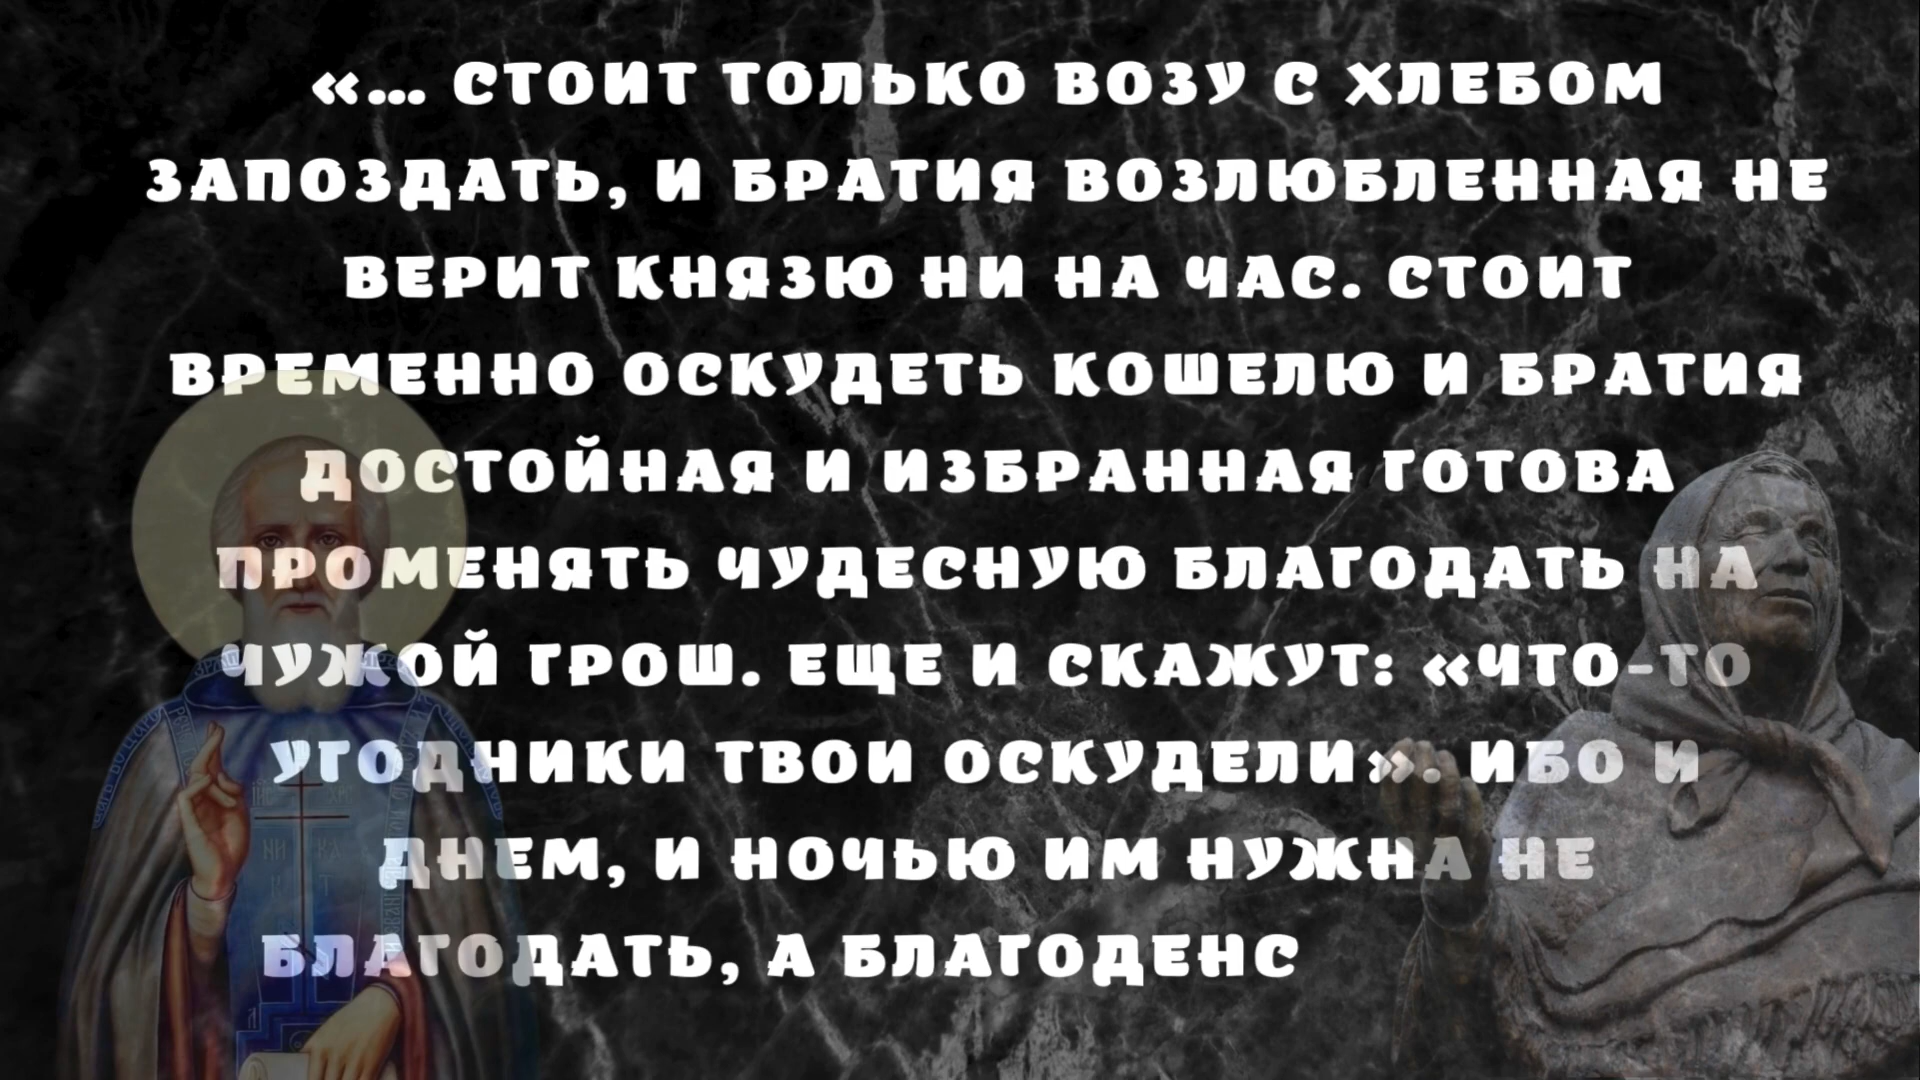 «... СТОИТ ТОЛЬКО ВОЗУ С ХЛЕБОМ
ЗАПОЗДАТЬ, И БРАТИЯ ВОЗЛЮБЛЕННАЯ НЕ
ВЕРИТ КНЯЗЮ НИ НА ЧАС. СТОИТ
ВРЕМЕННО ОСКУДЕТЬ КОШЕЛЮ И БРАТИЯ
ДОСТОЙНАЯ И ИЗБРАННАЯ ГОТОВА
ПРОМЕНЯТЬ ЧУДЕСНУЮ БЛАГОДАТЬ НА
ЧУЖОЙ ГРОШ. ЕЩЕ И СКАЖУТ: «ЧТО-ТО
УГОДНИКИ ТВОИ ОСКУДЕЛИ». ИБО И
ДНЕМ, И НОЧЬЮ ИМ НУЖНА НЕ
БЛАГОДАТЬ, А БЛАГОДЕНС